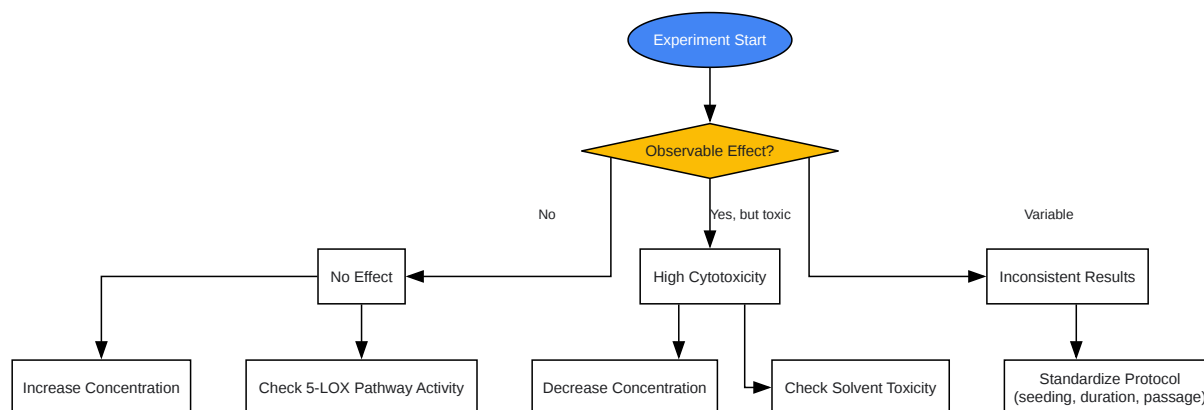 Experiment Start
Observable Effect?
No
Yes, but toxic
Variable
No Effect
High Cytotoxicity
Inconsistent Results
Increase Concentration
Check 5-LOX Pathway Activity
Decrease Concentration
Check Solvent Toxicity
Standardize Protocol
(seeding, duration, passage)